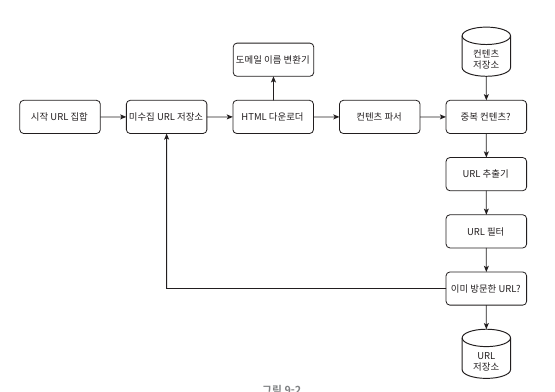 컨텐츠
저장소
도메일 이름 변환기
시작 URL 집합
미수집 URL 저장소
HTML 다운로더
컨텐츠 파서
중복 컨텐츠?
URL 추출기
URL 필터
이미 방문한 URL?
URL
저장소
그림 9-2